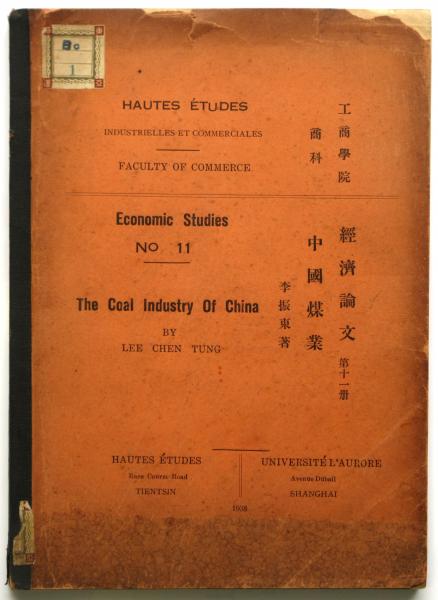 Bc
1
HAUTES ÉTUDES
INDUSTRIELLES ET COMMERCIALES
FACULTY OF COMMERCE
工商學院
商科
Economic Studies
No 11
The Coal Industry Of China
BY
LEE CHEN TUNG
經濟論文 第十一册
中國煤業
李振東著
HAUTES ÉTUDES
Race Course Road
TIENTSIN
UNIVERSITÉ L'AURORE
Avenue Dubail
SHANGHAI